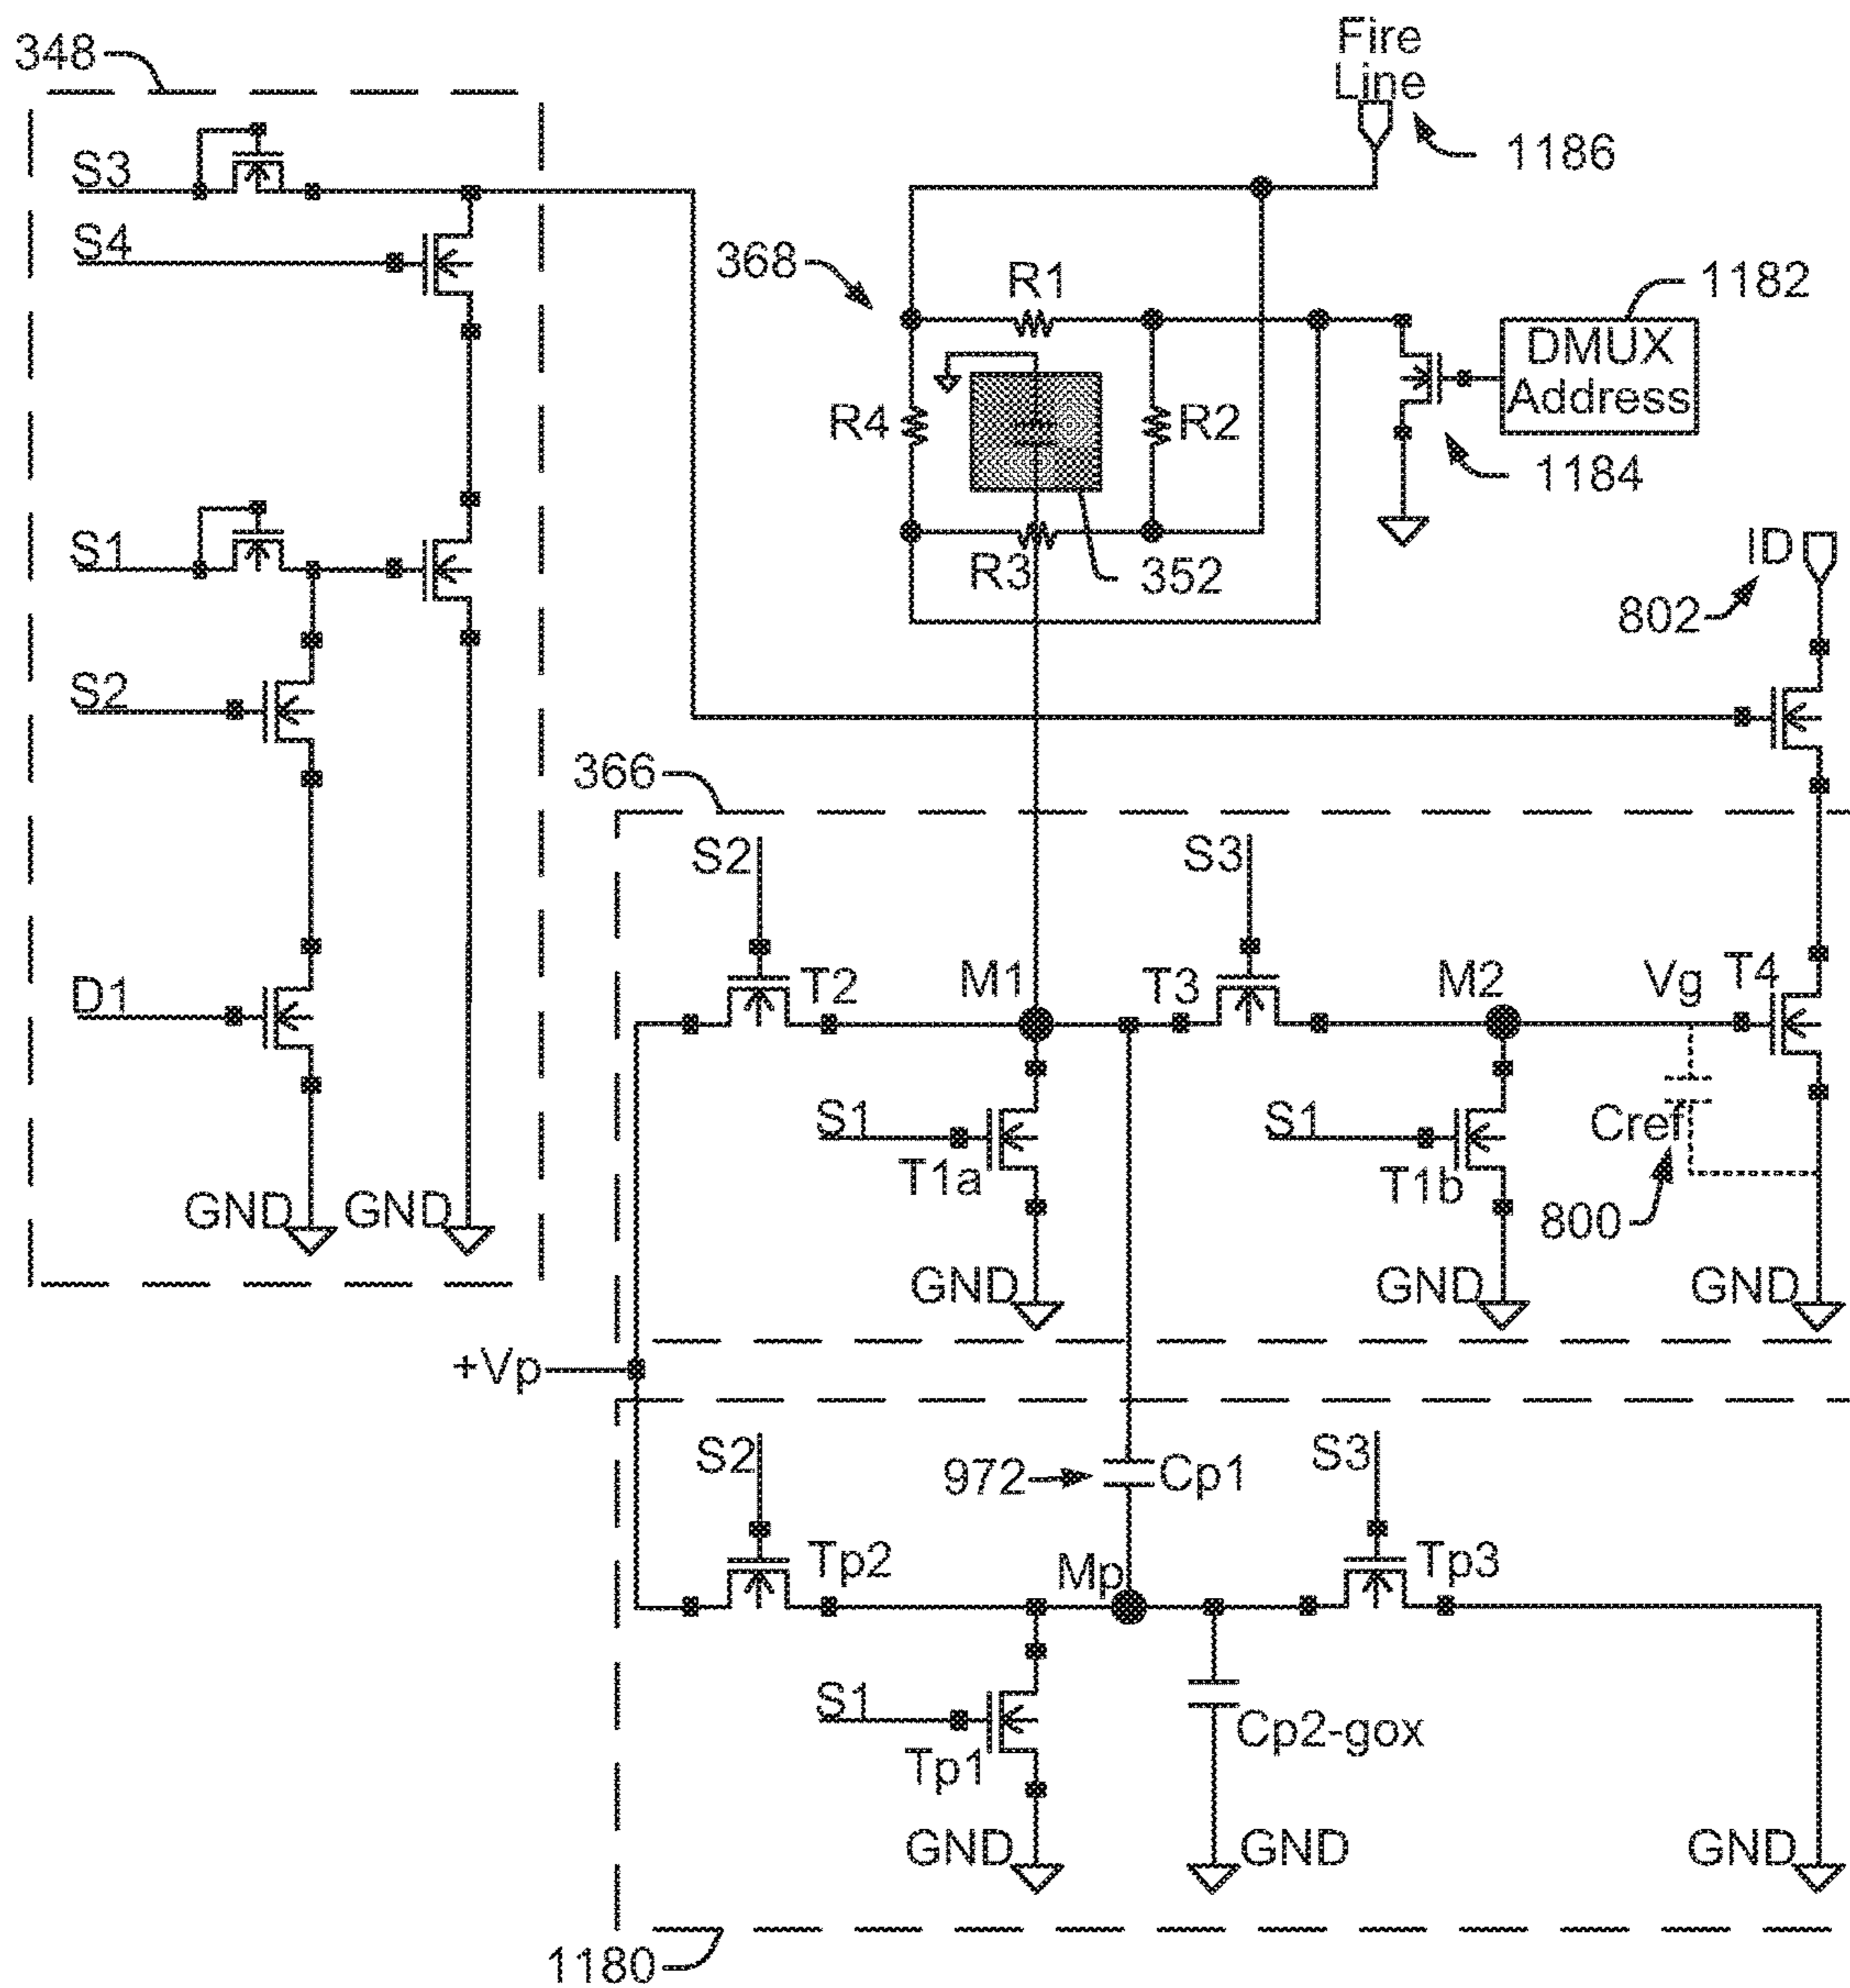 348
Fire
Line
1186
S3
S4
368
R1
1182
DMUX
Address
R4
R2
1184
S1
R3
352
ID
802
S2
366
S2
S3
D1
T2
M1
T3
M2
Vg
T4
S1
T1a
S1
T1b
Cref
800
GND
GND
GND
GND
GND
+Vp
S2
972
Cp1
S3
Tp2
Mp
Tp3
S1
Tp1
Cp2-gox
GND
GND
GND
1180